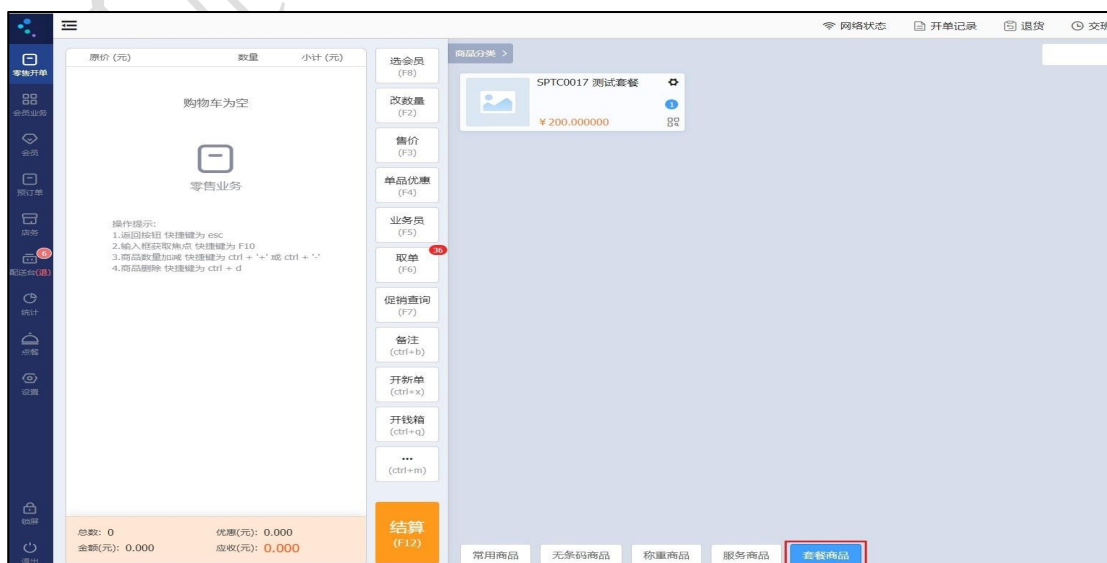 网络状态
开单记录
退货
零售开单
会员业务
会员
预订单
店务
6
配送台(退)
统计
点餐
设置
锁屏
原价 (元) 数量 小计 (元)
购物车为空
零售业务
操作提示:
1.返回按钮 快捷键为 esc
2.输入框获取焦点 快捷键为 F10
3.商品数量加减 快捷键为 ctrl + '+' 或 ctrl + '-'
4.商品删除 快捷键为 ctrl + d
总数: 0 优惠(元): 0.000
金额(元): 0.000 应收(元): 0.000
选会员
(F8)
改数量
(F2)
售价
(F3)
单品优惠
(F4)
业务员
(F5)
36
取单
(F6)
促销查询
(F7)
备注
(ctrl+b)
开新单
(ctrl+x)
开钱箱
(ctrl+q)
...
(ctrl+m)
结算
(F12)
商品分类 >
SPTC0017 测试套餐
1
¥ 200.000000
常用商品
无条码商品
称重商品
服务商品
套餐商品